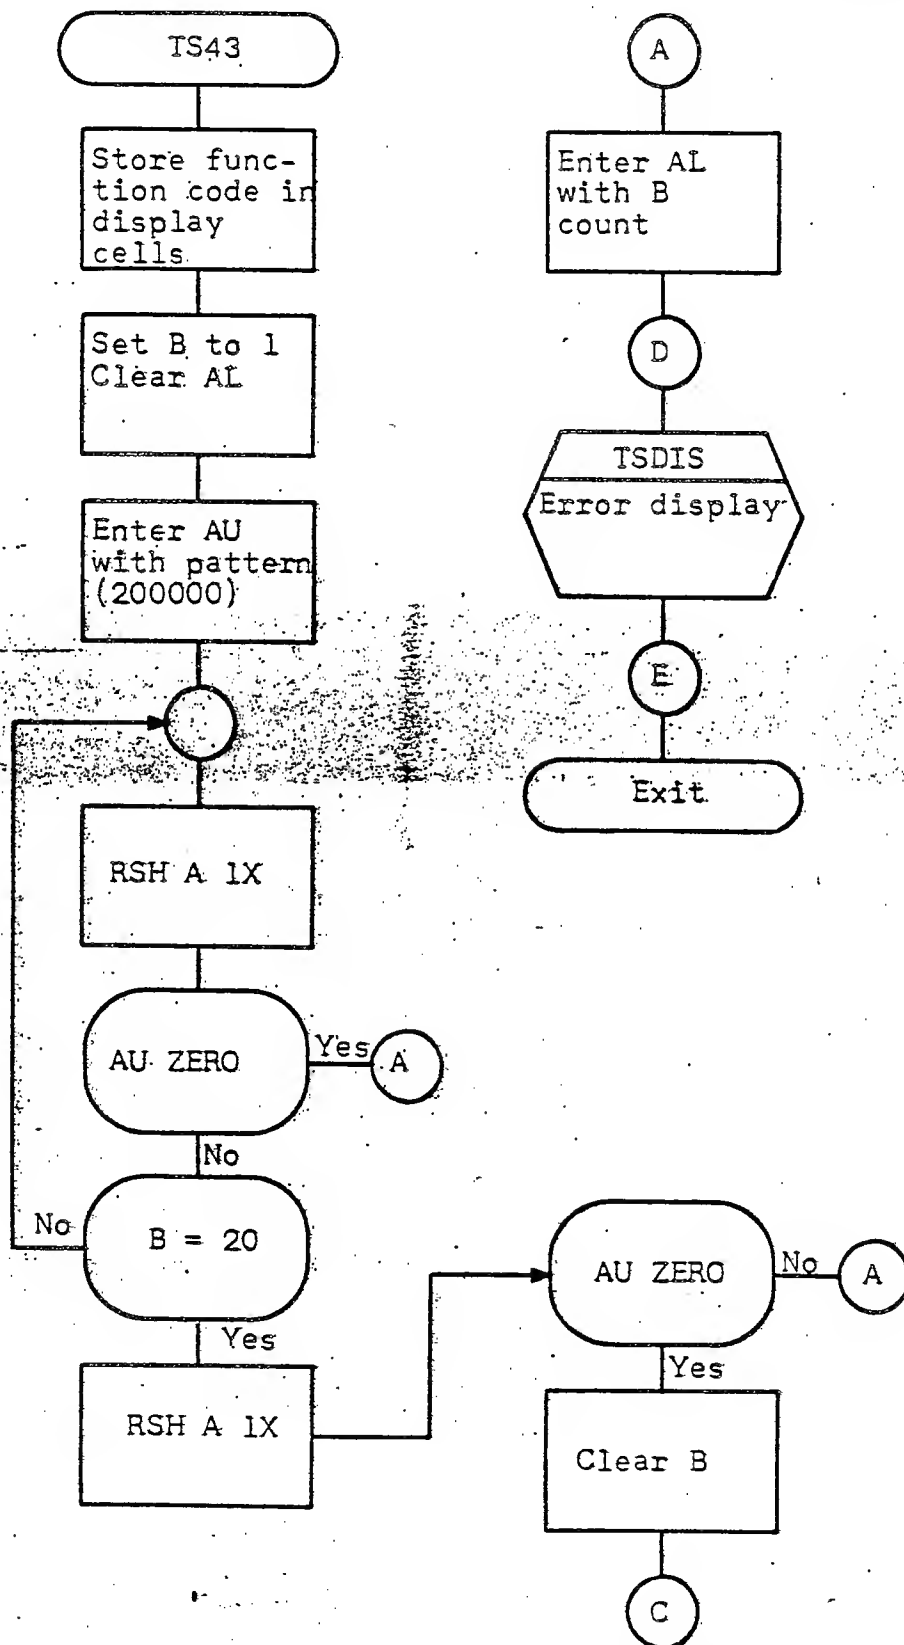 TS43
Store func-
tion code in
display
cells
Set B to 1
Clear AL
Enter AU
with pattern
(200000)
RSH A 1X
AU ZERO
Yes
A
No
B = 20
No
Yes
RSH A 1X
A
Enter AL
with B
count
D
TSDIS
Error display
E
Exit
AU ZERO
No
A
Yes
Clear B
C